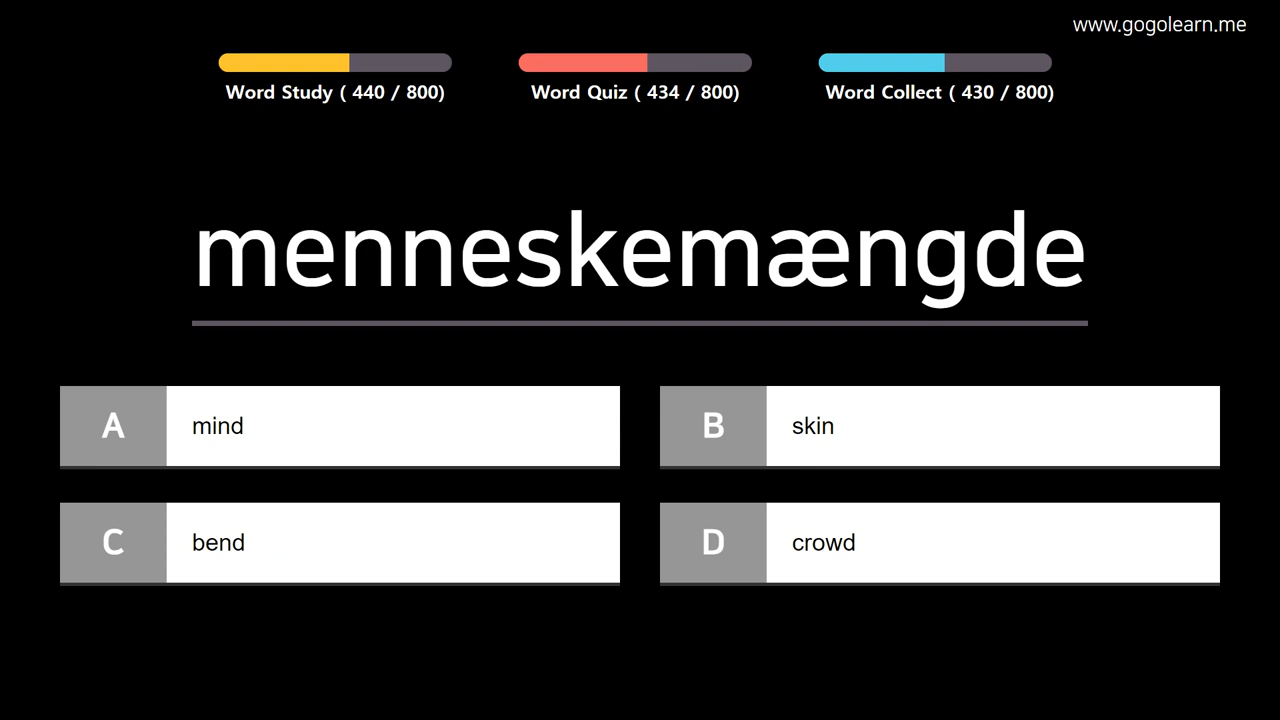 www.gogolearn.me
Word Study ( 440 / 800)
Word Quiz ( 434 / 800)
Word Collect ( 430 / 800)
menneskemængde
A mind
B skin
C bend
D crowd